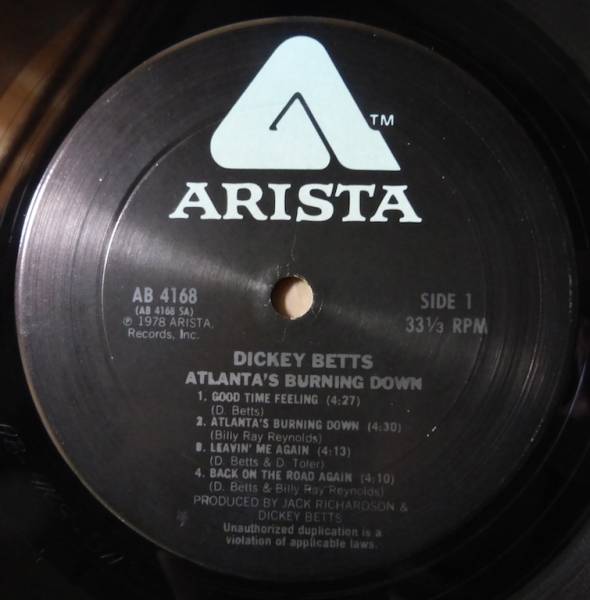 TM
ARISTA
AB 4168
(AB 4168 SA)
℗ 1978 ARISTA,
Records, Inc.
SIDE 1
33⅓ RPM
DICKEY BETTS
ATLANTA'S BURNING DOWN
1. GOOD TIME FEELING (4:27)
(D. Betts)
2. ATLANTA'S BURNING DOWN (4:30)
(Billy Ray Reynolds)
3. LEAVIN' ME AGAIN (4:13)
(D. Betts & D. Toler)
4. BACK ON THE ROAD AGAIN (4:10)
(D. Betts & Billy Ray Reynolds)
PRODUCED BY JACK RICHARDSON &
DICKEY BETTS
Unauthorized duplication is a
violation of applicable laws.